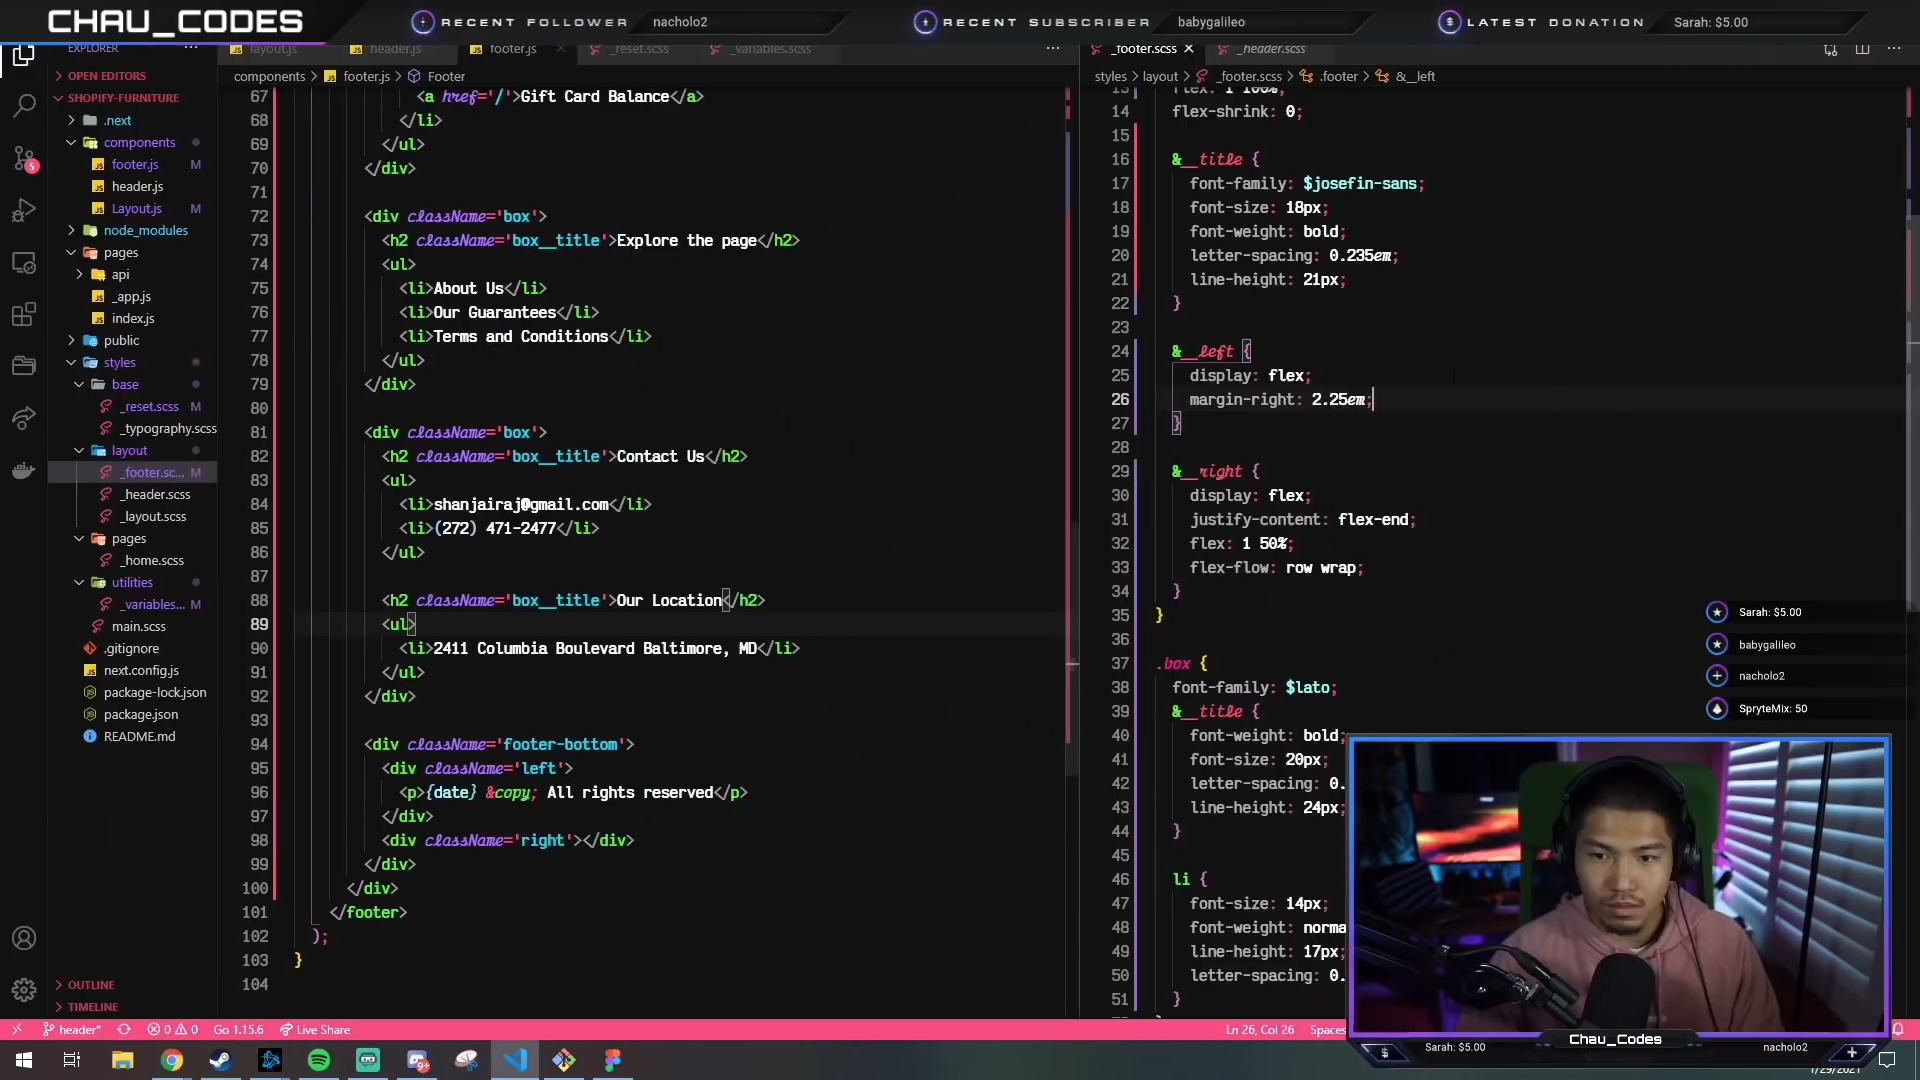 CHAU_CODES
RECENT FOLLOWER nacholo2
RECENT SUBSCRIBER babygalileo
LATEST DONATION Sarah: $5.00
EXPLORER
layout.js
header.js
footer.js
_reset.scss
_variables.scss
_footer.scss
_header.scss
OPEN EDITORS
SHOPIFY-FURNITURE
.next
components
footer.js M
header.js
Layout.js M
node_modules
pages
api
_app.js
index.js
public
styles
base
_reset.scss M
_typography.scss
layout
_footer.sc... M
_header.scss
_layout.scss
pages
_home.scss
utilities
_variables... M
main.scss
.gitignore
next.config.js
package-lock.json
package.json
README.md
OUTLINE
TIMELINE
5
components > footer.js > Footer
67 <a href='/'>Gift Card Balance</a>
68 </li>
69 </ul>
70 </div>
71
72 <div className='box'>
73 <h2 className='box__title'>Explore the page</h2>
74 <ul>
75 <li>About Us</li>
76 <li>Our Guarantees</li>
77 <li>Terms and Conditions</li>
78 </ul>
79 </div>
80
81 <div className='box'>
82 <h2 className='box__title'>Contact Us</h2>
83 <ul>
84 <li>shanjairaj@gmail.com</li>
85 <li>(272) 471-2477</li>
86 </ul>
87
88 <h2 className='box__title'>Our Location</h2>
89 <ul>
90 <li>2411 Columbia Boulevard Baltimore, MD</li>
91 </ul>
92 </div>
93
94 <div className='footer-bottom'>
95 <div className='left'>
96 <p>{date} &copy; All rights reserved</p>
97 </div>
98 <div className='right'></div>
99 </div>
100 </div>
101 </footer>
102 );
103 }
104
styles > layout > _footer.scss > .footer > &__left
13 flex: 1 100%;
14 flex-shrink: 0;
15
16 &__title {
17 font-family: $josefin-sans;
18 font-size: 18px;
19 font-weight: bold;
20 letter-spacing: 0.235em;
21 line-height: 21px;
22 }
23
24 &__left {
25 display: flex;
26 margin-right: 2.25em;
27 }
28
29 &__right {
30 display: flex;
31 justify-content: flex-end;
32 flex: 1 50%;
33 flex-flow: row wrap;
34 }
35 }
36
37 .box {
38 font-family: $lato;
39 &__title {
40 font-weight: bold;
41 font-size: 20px;
42 letter-spacing: 0.
43 line-height: 24px;
44 }
45
46 li {
47 font-size: 14px;
48 font-weight: norma
49 line-height: 17px;
50 letter-spacing: 0.
51 }
Sarah: $5.00
babygalileo
nacholo2
SpryteMix: 50
header* 0 0 Go 1.15.6 Live Share
Ln 26, Col 26 Spaces
Sarah: $5.00
Chau_Codes
nacholo2
9+
1/29/2021